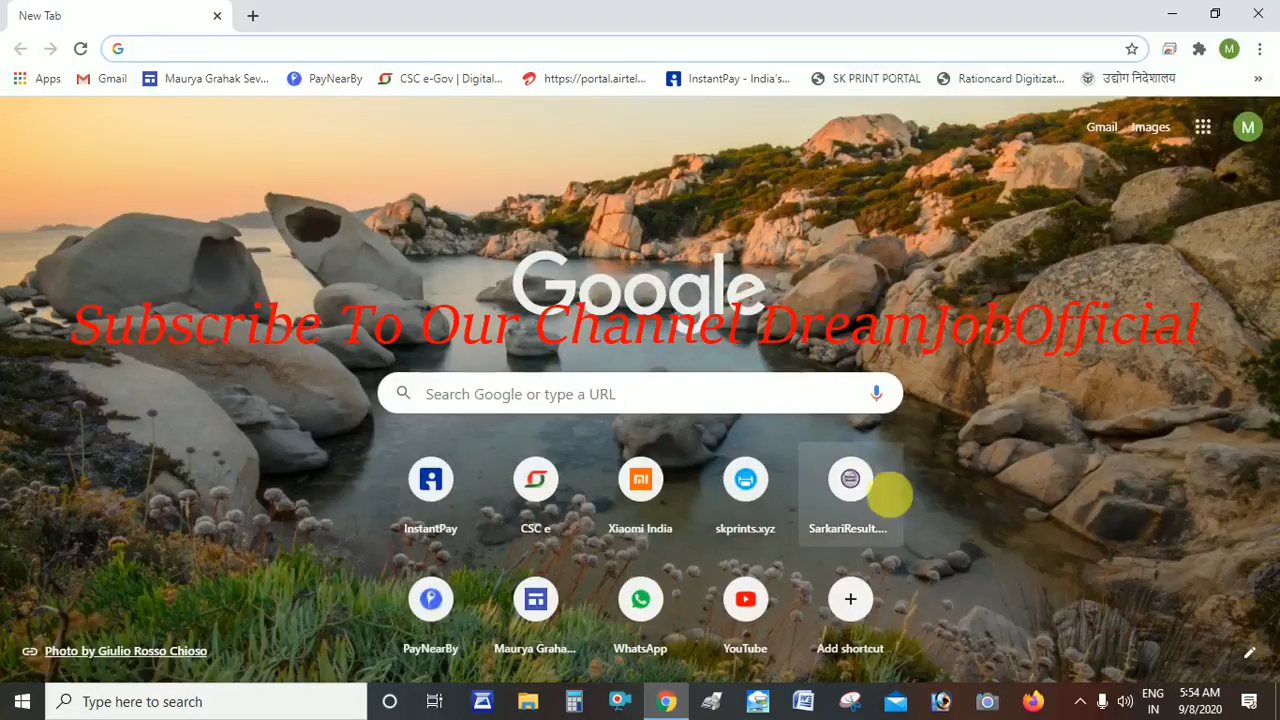 New Tab
Apps
Gmail
Maurya Grahak Sev...
PayNearBy
CSC e-Gov | Digital...
https://portal.airtel...
InstantPay - India's...
SK PRINT PORTAL
Rationcard Digitizat...
उद्योग निदेशालय
Gmail
Images
M
M
Google
Subscribe To Our Channel DreamJobOfficial
Search Google or type a URL
InstantPay
CSC e
Xiaomi India
skprints.xyz
SarkariResult....
PayNearBy
Maurya Graha...
WhatsApp
YouTube
Add shortcut
Photo by Giulio Rosso Chioso
Type here to search
ENG
IN
5:54 AM
9/8/2020